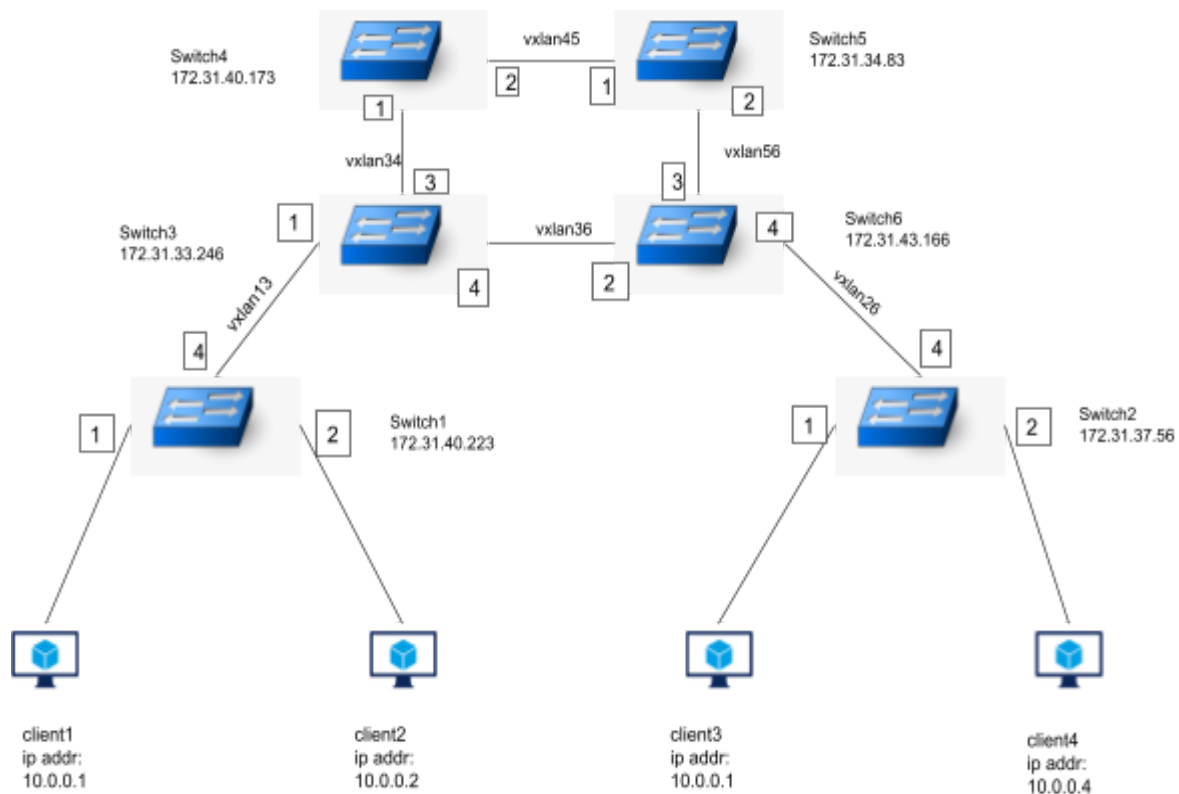 vxlan45
Switch4
172.31.40.173
Switch5
172.31.34.83
2
1
2
1
vxlan34
vxlan56
3
3
1
Switch3
172.31.33.246
vxlan36
4
Switch6
172.31.43.166
4
2
vxlan13
vxlan26
4
4
1
2
Switch1
172.31.40.223
1
2
Switch2
172.31.37.56
client1
ip addr:
10.0.0.1
client2
ip addr:
10.0.0.2
client3
ip addr:
10.0.0.1
client4
ip addr:
10.0.0.4